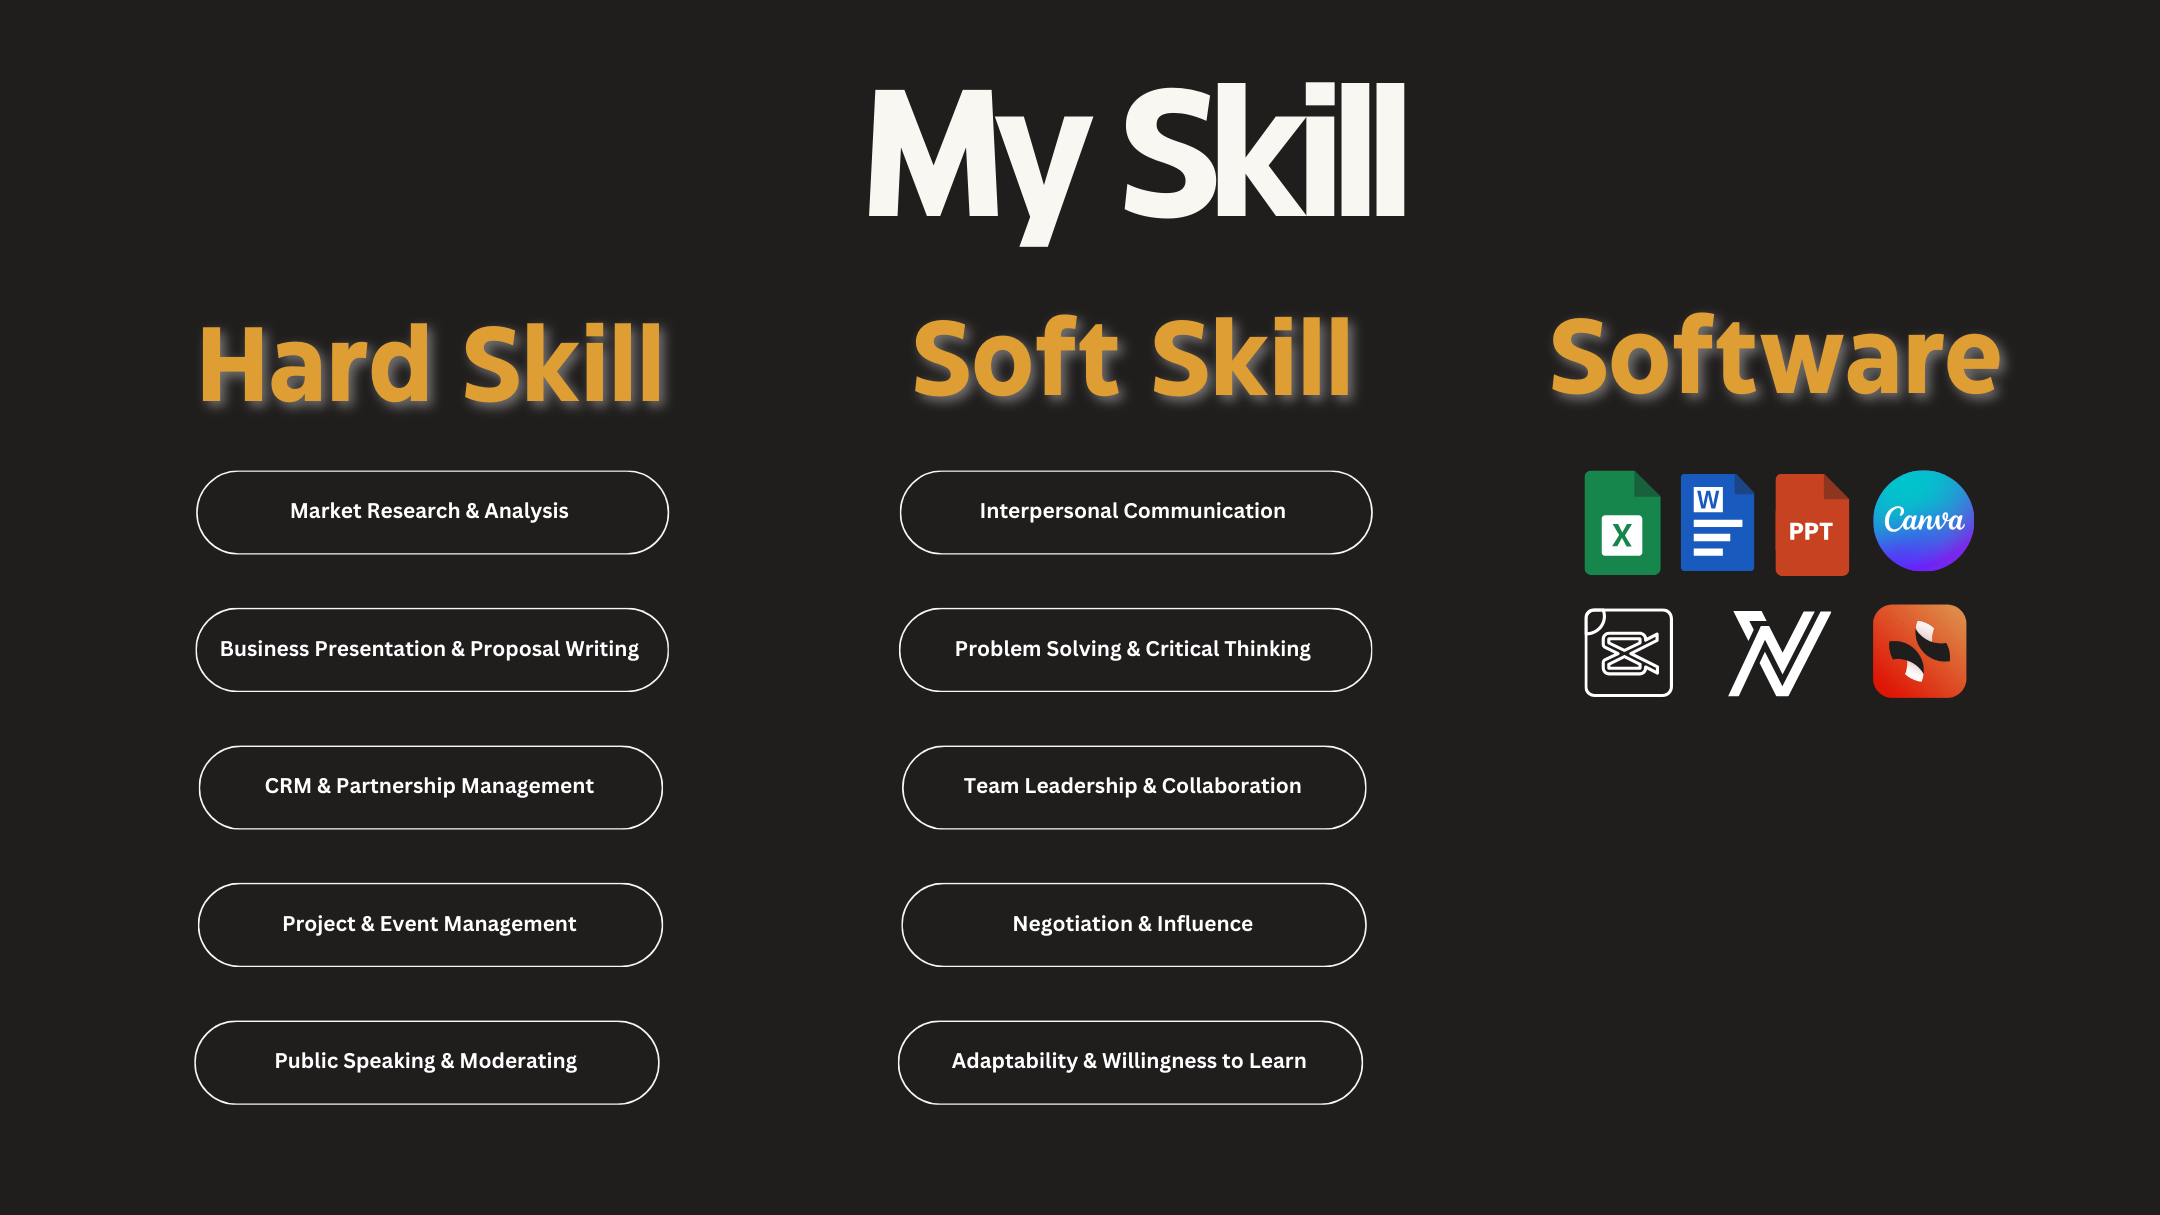 My Skill
Hard Skill
Market Research & Analysis
Business Presentation & Proposal Writing
CRM & Partnership Management
Project & Event Management
Public Speaking & Moderating
Soft Skill
Interpersonal Communication
Problem Solving & Critical Thinking
Team Leadership & Collaboration
Negotiation & Influence
Adaptability & Willingness to Learn
Software
X
W
PPT
Canva